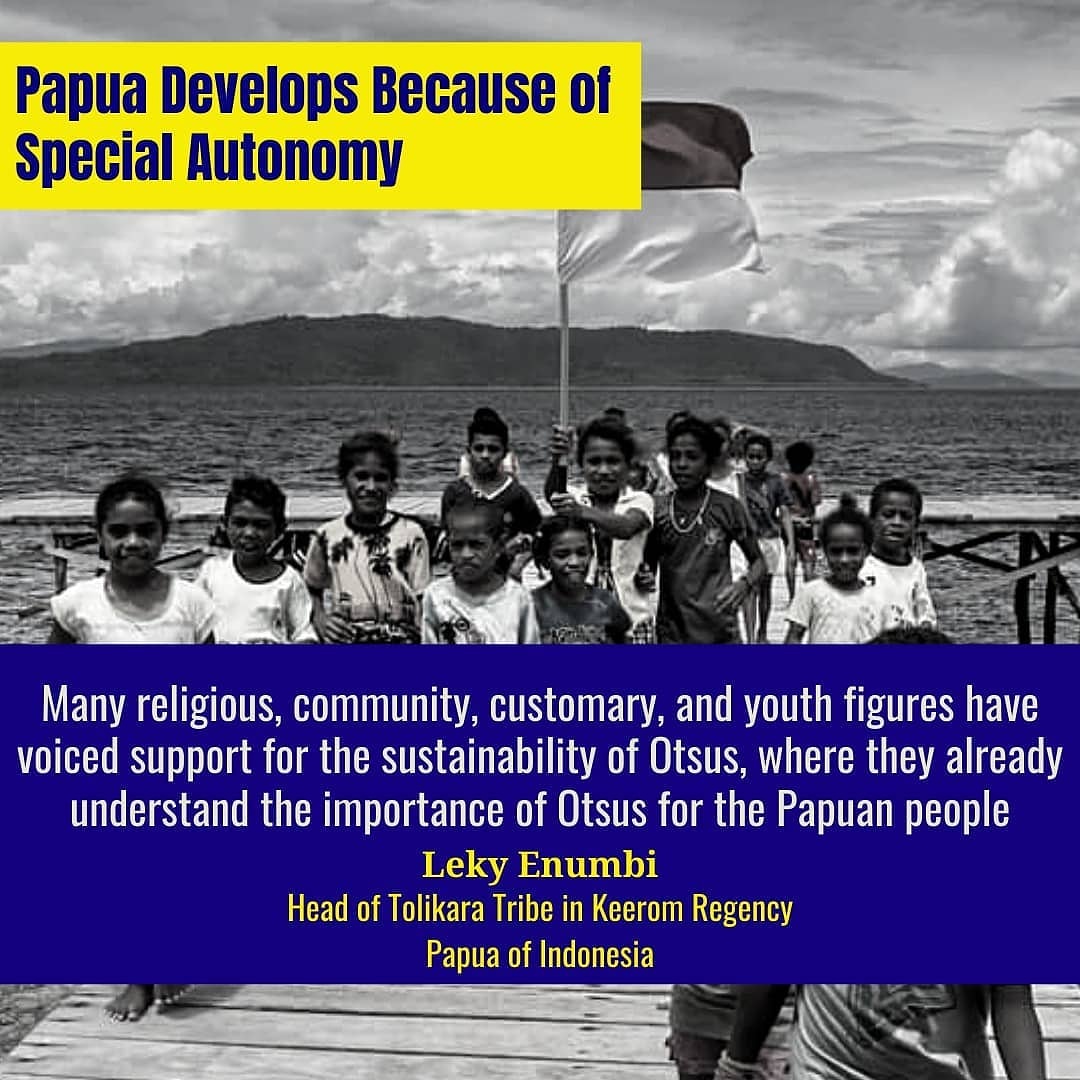 Papua Develops Because of
Special Autonomy
Many religious, community, customary, and youth figures have
voiced support for the sustainability of Otsus, where they already
understand the importance of Otsus for the Papuan people
Leky Enumbi
Head of Tolikara Tribe in Keerom Regency
Papua of Indonesia